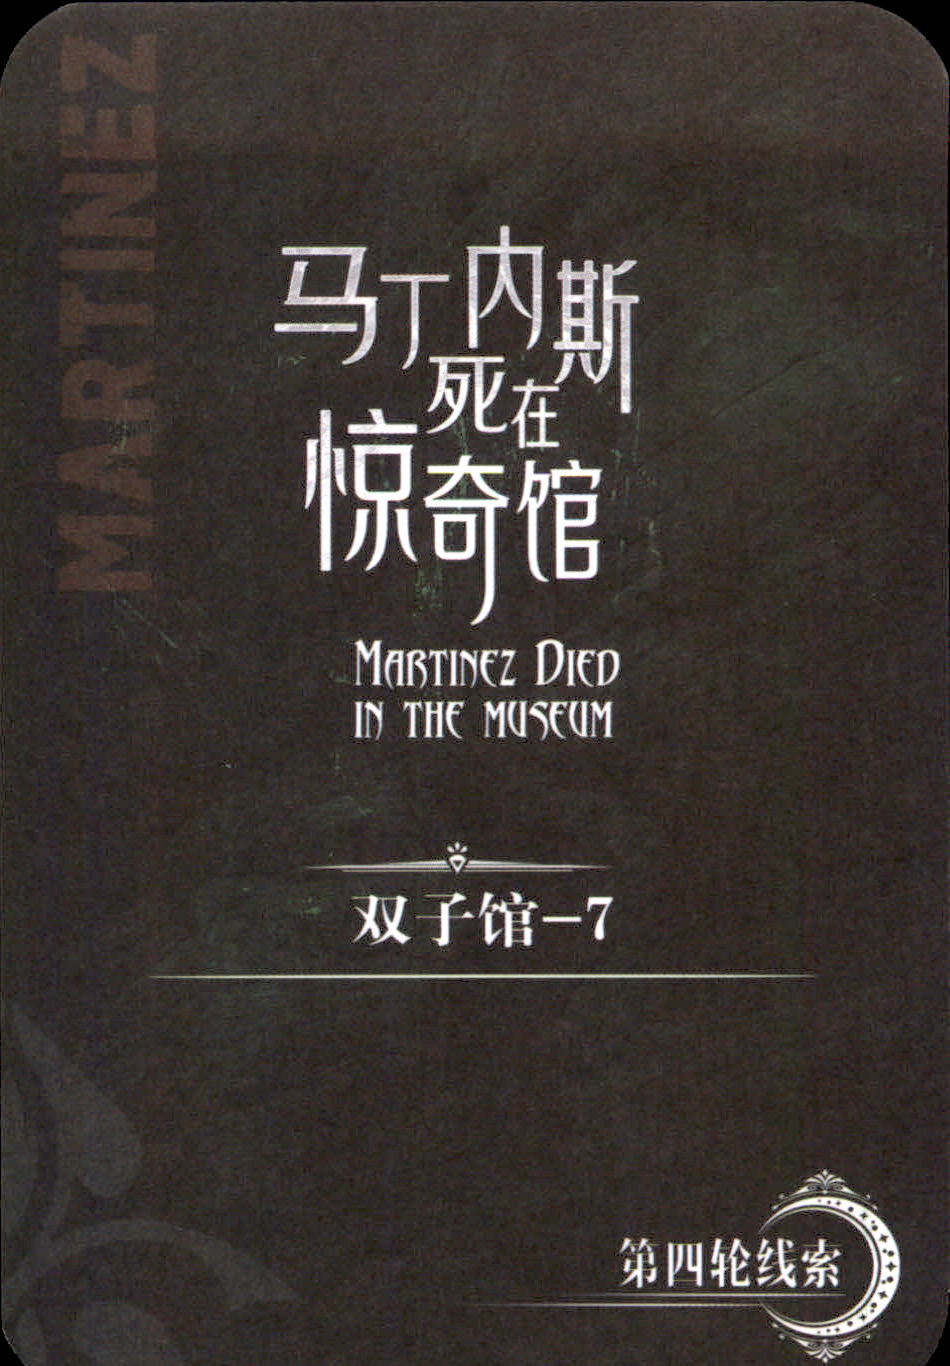 MARTINEZ
马丁内斯
死在
惊奇馆
MARTINEZ DIED
IN THE MUSEUM
双子馆-7
第四轮线索